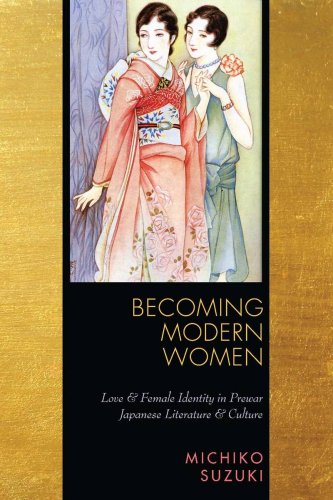 BECOMING
MODERN
WOMEN
Love & Female Identity in Prewar
Japanese Literature & Culture
MICHIKO
SUZUKI